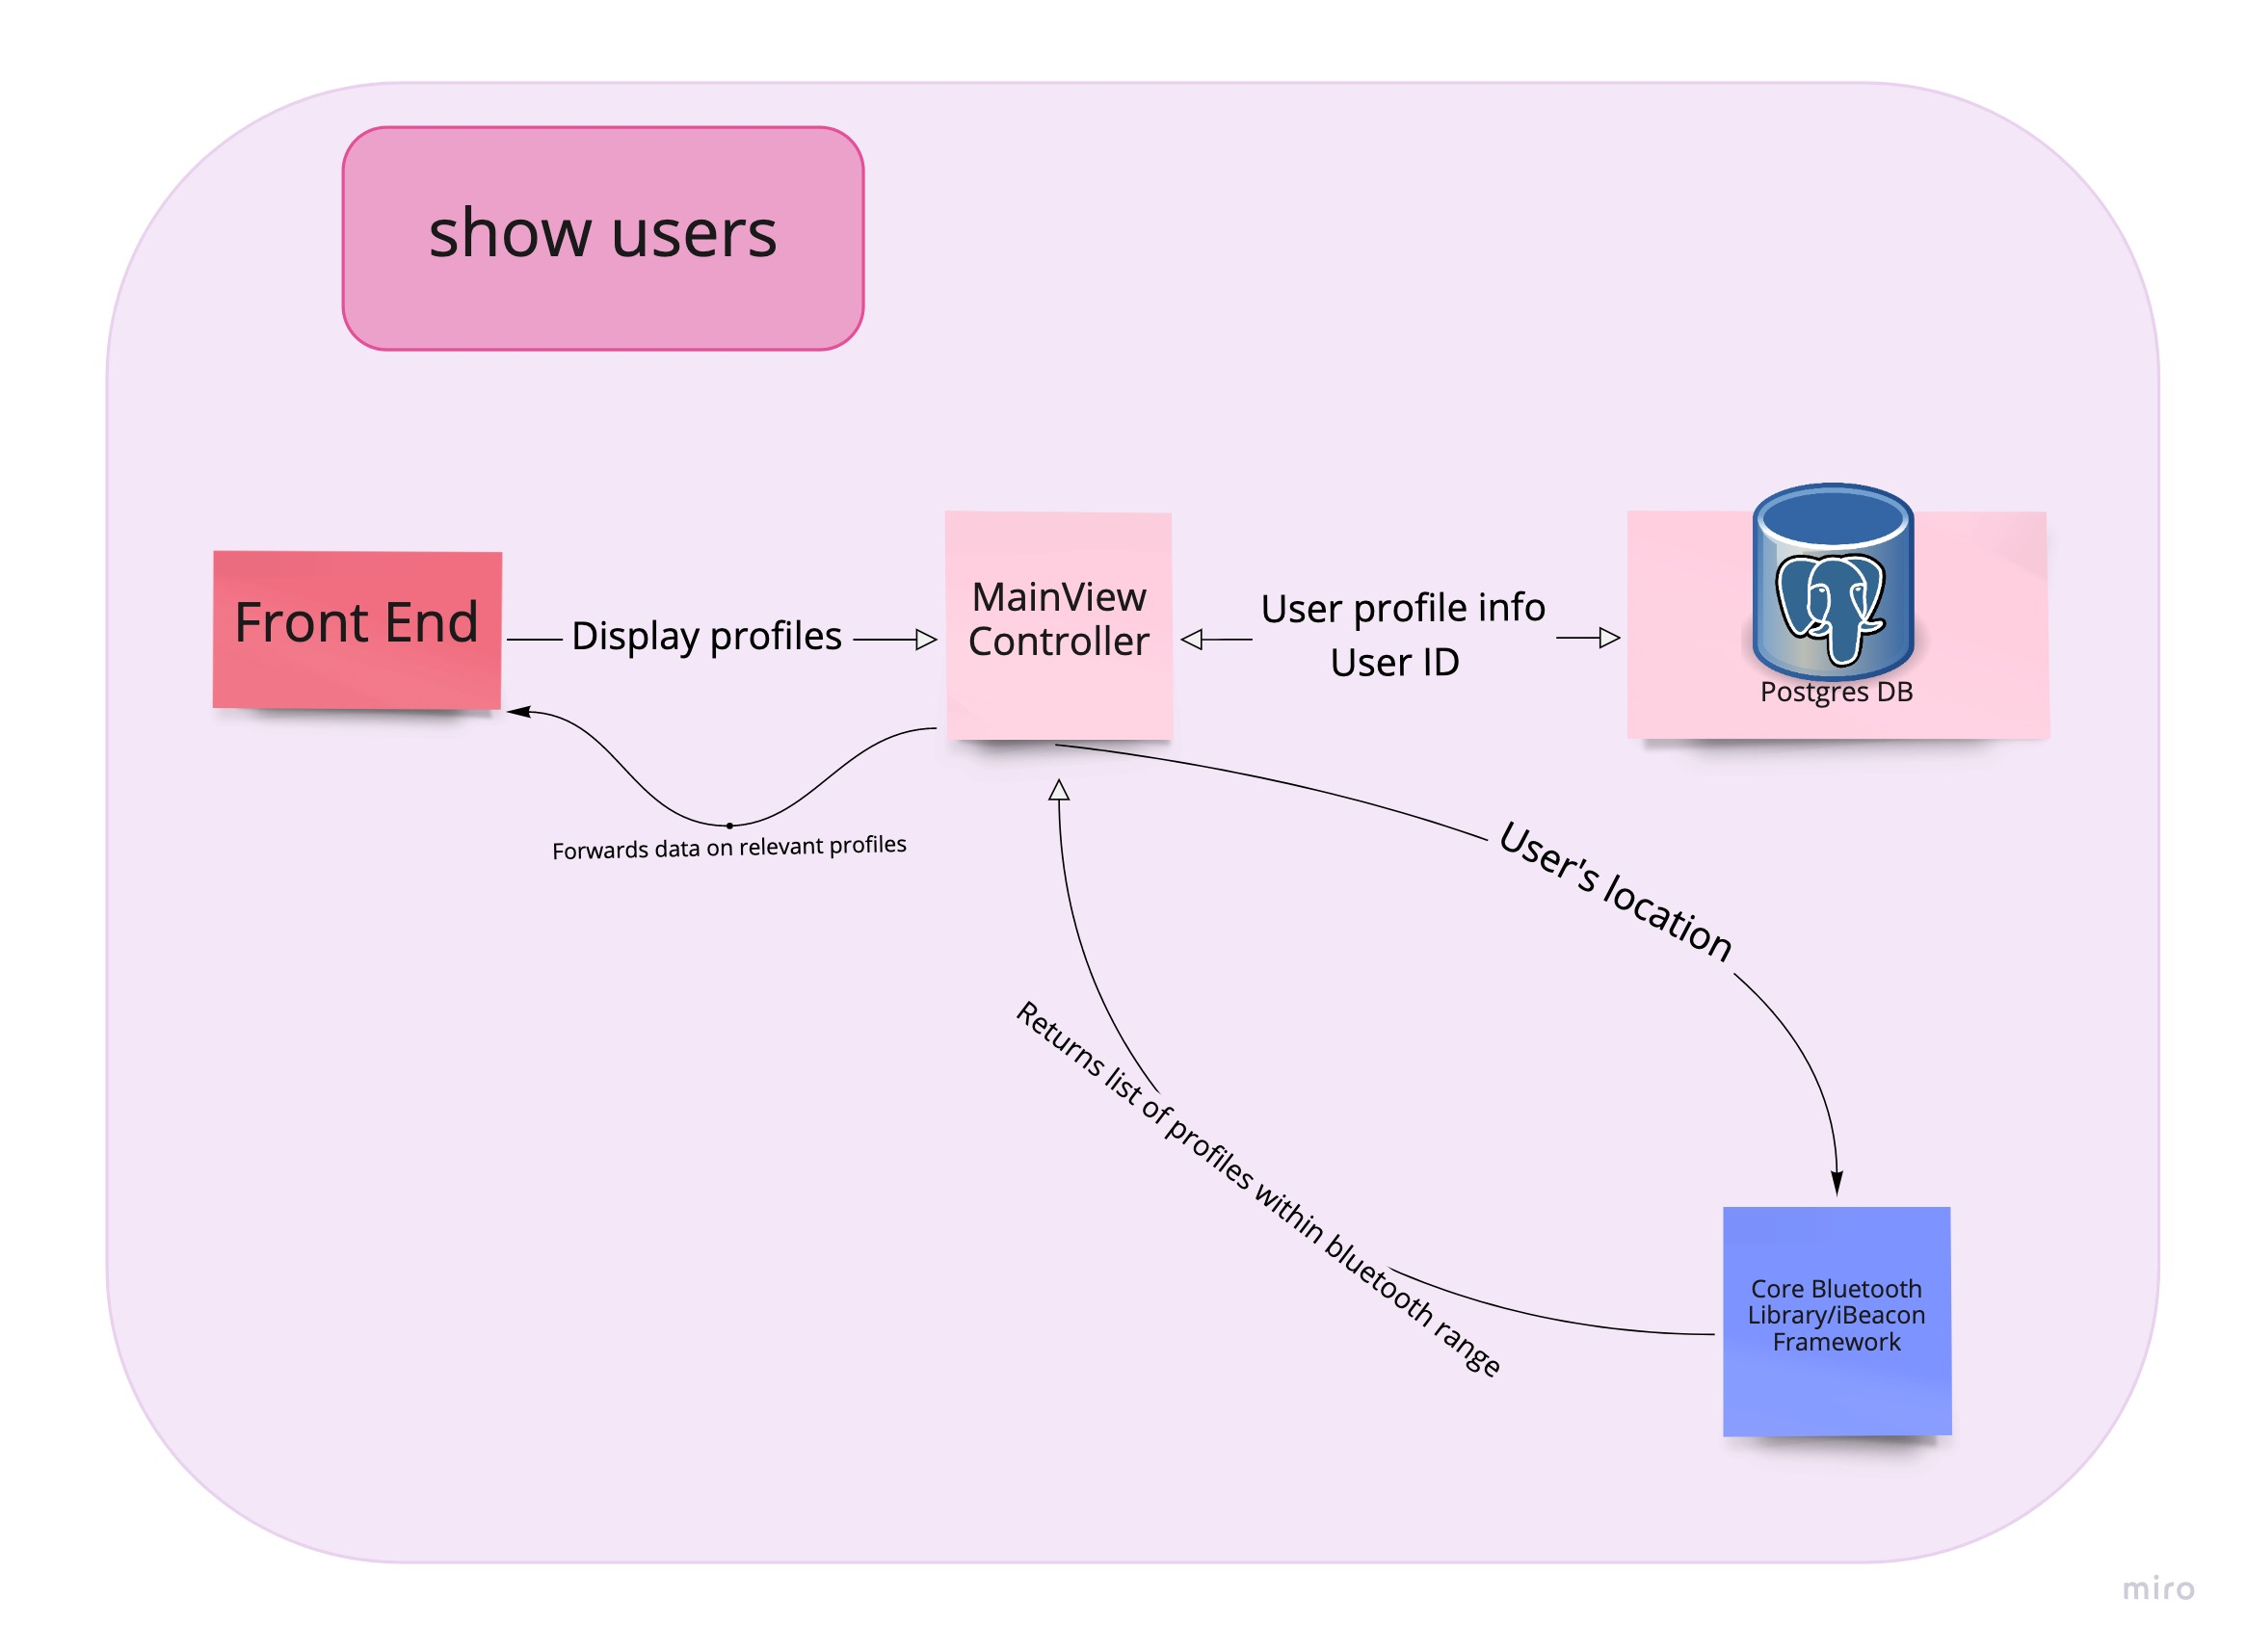 show users
Front End
Display profiles
MainView
Controller
User profile info
User ID
Postgres DB
Forwards data on relevant profiles
User's location
Returns list of profiles within bluetooth range
Core Bluetooth
Library/iBeacon
Framework
miro